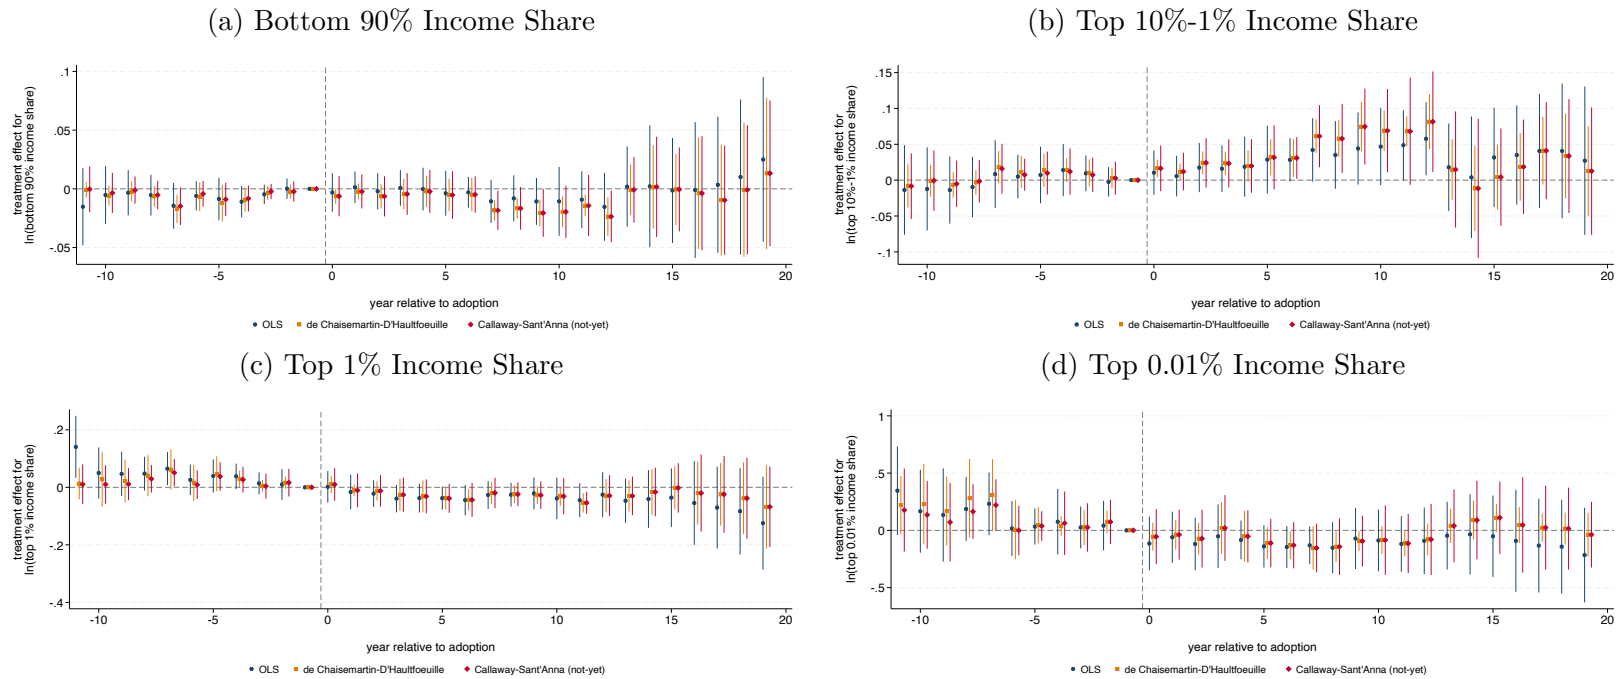 (a) Bottom 90% Income Share
treatment effect for
ln(bottom 90% income share)
.1
.05
0
-.05
-10 -5 0 5 10 15 20
year relative to adoption
OLS de Chaisemartin-D'Haultfoeuille Callaway-Sant'Anna (not-yet)
(b) Top 10%-1% Income Share
treatment effect for
ln(top 10%-1% income share)
.15
.1
.05
0
-.05
-.1
-10 -5 0 5 10 15 20
year relative to adoption
OLS de Chaisemartin-D'Haultfoeuille Callaway-Sant'Anna (not-yet)
(c) Top 1% Income Share
treatment effect for
ln(top 1% income share)
.2
0
-.2
-.4
-10 -5 0 5 10 15 20
year relative to adoption
OLS de Chaisemartin-D'Haultfoeuille Callaway-Sant'Anna (not-yet)
(d) Top 0.01% Income Share
treatment effect for
ln(top 0.01% income share)
1
.5
0
-.5
-10 -5 0 5 10 15 20
year relative to adoption
OLS de Chaisemartin-D'Haultfoeuille Callaway-Sant'Anna (not-yet)